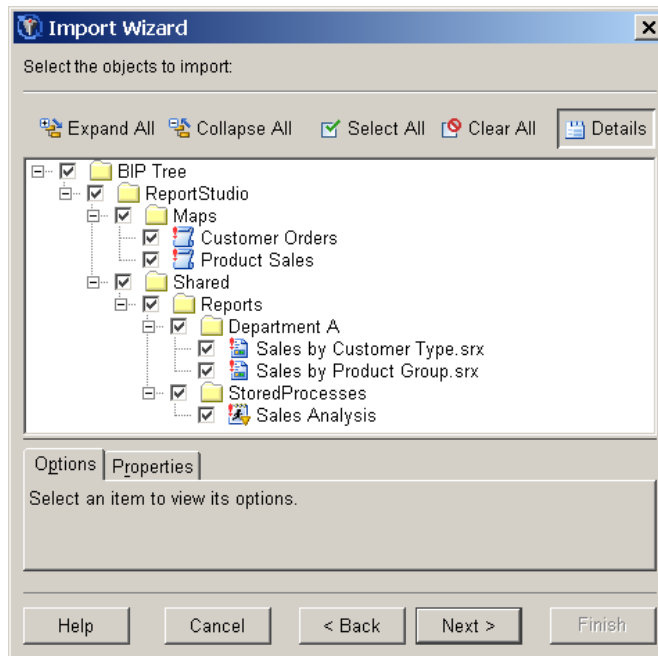 Import Wizard
Select the objects to import:
Expand All Collapse All Select All Clear All Details
BIP Tree
ReportStudio
Maps
Customer Orders
Product Sales
Shared
Reports
Department A
Sales by Customer Type.srx
Sales by Product Group.srx
StoredProcesses
Sales Analysis
Options Properties
Select an item to view its options.
Help Cancel < Back Next > Finish